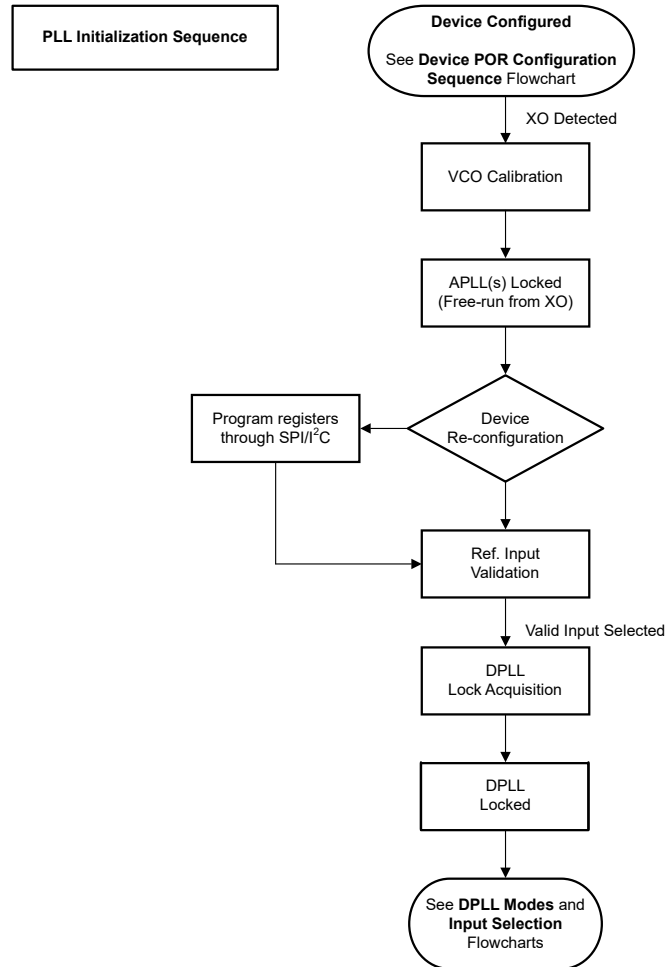 PLL Initialization Sequence
Device Configured
See Device POR Configuration
Sequence Flowchart
XO Detected
VCO Calibration
APLL(s) Locked
(Free-run from XO)
Device
Re-configuration
Program registers
through SPI/I²C
Ref. Input
Validation
Valid Input Selected
DPLL
Lock Acquisition
DPLL
Locked
See DPLL Modes and
Input Selection
Flowcharts